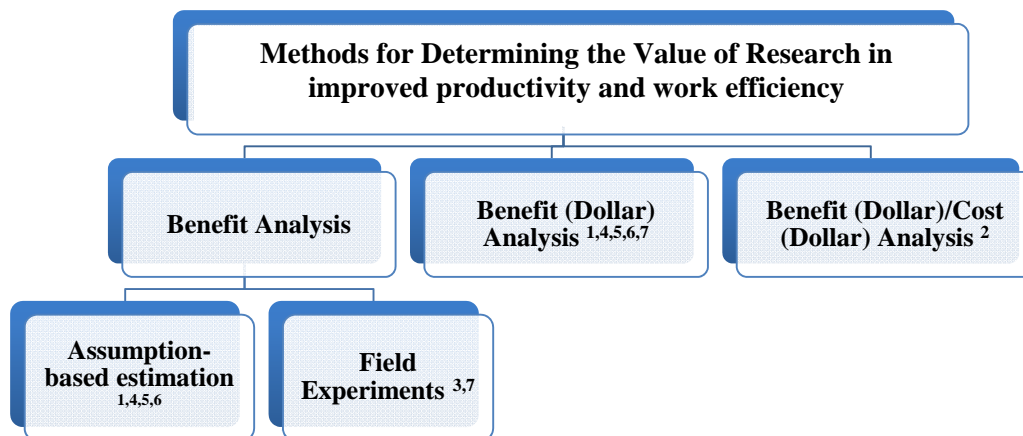 Methods for Determining the Value of Research in
improved productivity and work efficiency
Benefit Analysis
Benefit (Dollar)
Analysis 1,4,5,6,7
Benefit (Dollar)/Cost
(Dollar) Analysis 2
Assumption-
based estimation
1,4,5,6
Field
Experiments 3,7